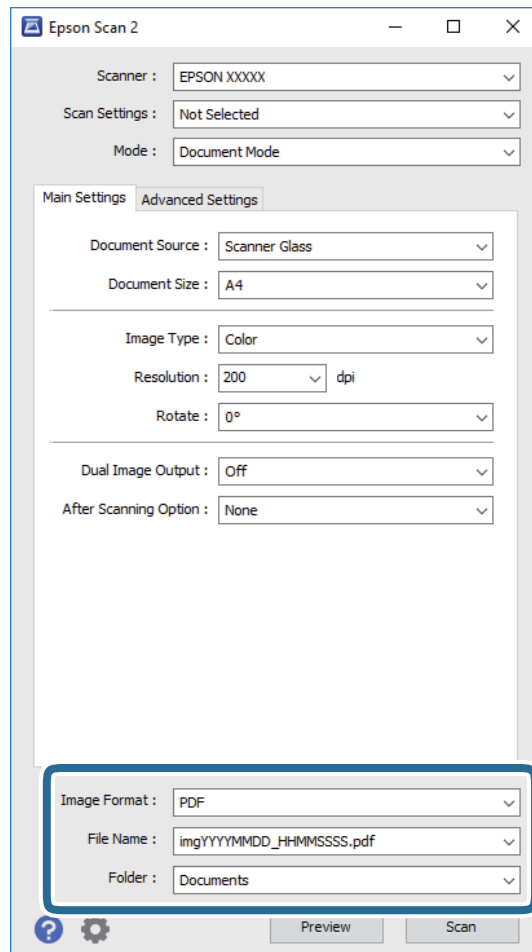 Epson Scan 2
Scanner : EPSON XXXXX
Scan Settings : Not Selected
Mode : Document Mode
Main Settings Advanced Settings
Document Source : Scanner Glass
Document Size : A4
Image Type : Color
Resolution : 200 dpi
Rotate : 0°
Dual Image Output : Off
After Scanning Option : None
Image Format : PDF
File Name : imgYYYYMMDD_HHMMSSSS.pdf
Folder : Documents
? Preview Scan